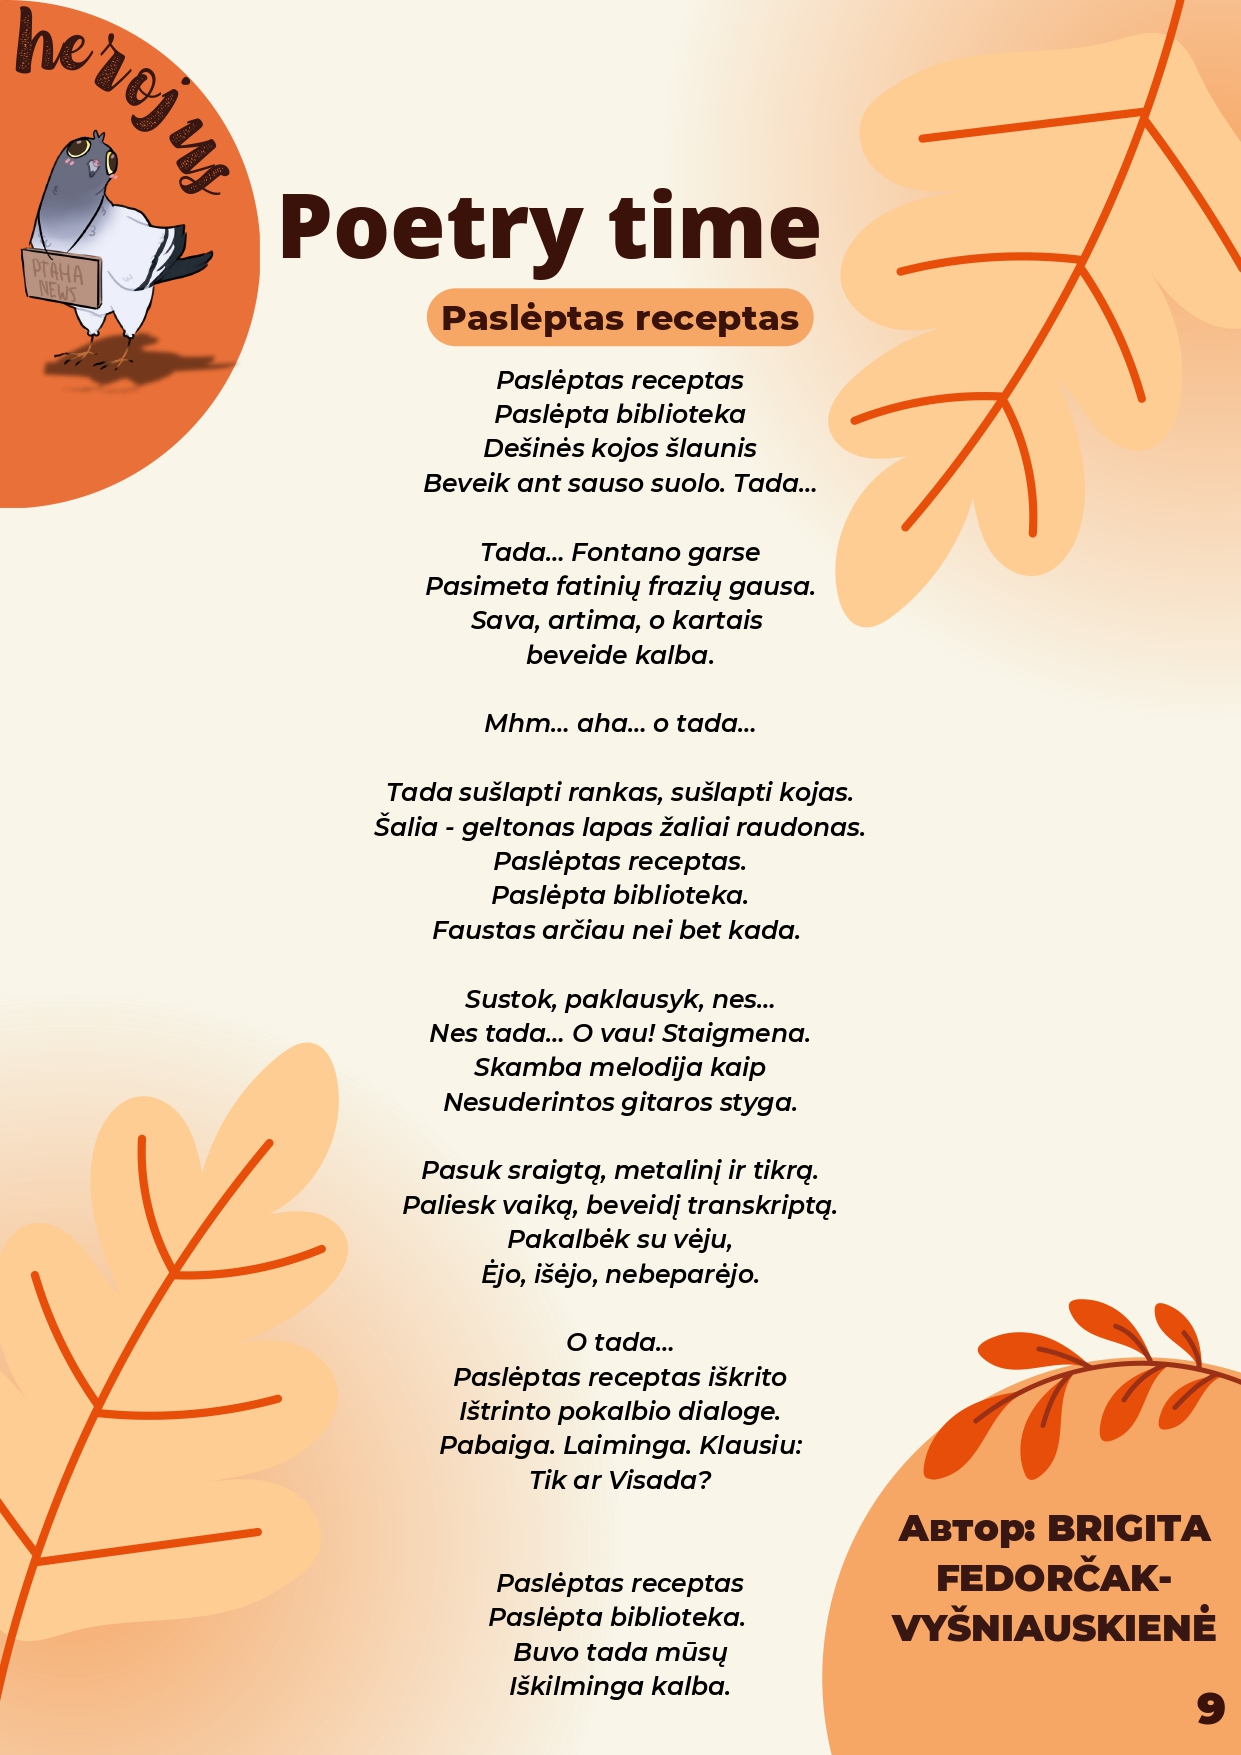 herojus
PTAHA
NEWS
Poetry time
Paslėptas receptas
Paslėptas receptas
Paslėpta biblioteka
Dešinės kojos šlaunis
Beveik ant sauso suolo. Tada...
Tada... Fontano garse
Pasimeta fatinių frazių gausa.
Sava, artima, o kartais
beveide kalba.
Mhm... aha... o tada...
Tada sušlapti rankas, sušlapti kojas.
Šalia - geltonas lapas žaliai raudonas.
Paslėptas receptas.
Paslėpta biblioteka.
Faustas arčiau nei bet kada.
Sustok, paklausyk, nes...
Nes tada... O vau! Staigmena.
Skamba melodija kaip
Nesuderintos gitaros styga.
Pasuk sraigtą, metalinį ir tikrą.
Paliesk vaiką, beveidį transkriptą.
Pakalbėk su vėju,
Ėjo, išėjo, nebeparėjo.
O tada...
Paslėptas receptas iškrito
Ištrinto pokalbio dialoge.
Pabaiga. Laiminga. Klausiu:
Tik ar Visada?
Paslėptas receptas
Paslėpta biblioteka.
Buvo tada mūsų
Iškilminga kalba.
Автор: BRIGITA
FEDORČAK-
VYŠNIAUSKIENĖ
9